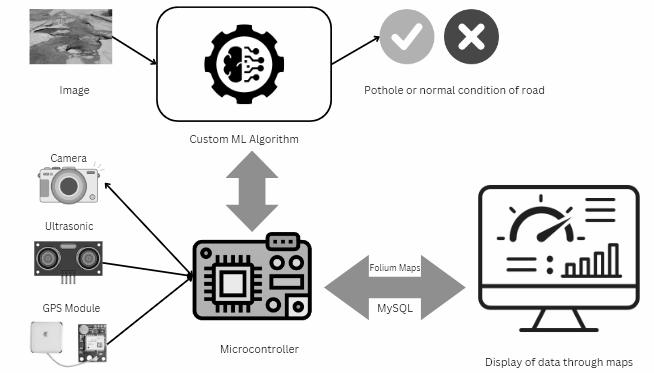 Image
Custom ML Algorithm
Pothole or normal condition of road
Camera
Ultrasonic
GPS Module
Microcontroller
Folium Maps
MySQL
Display of data through maps